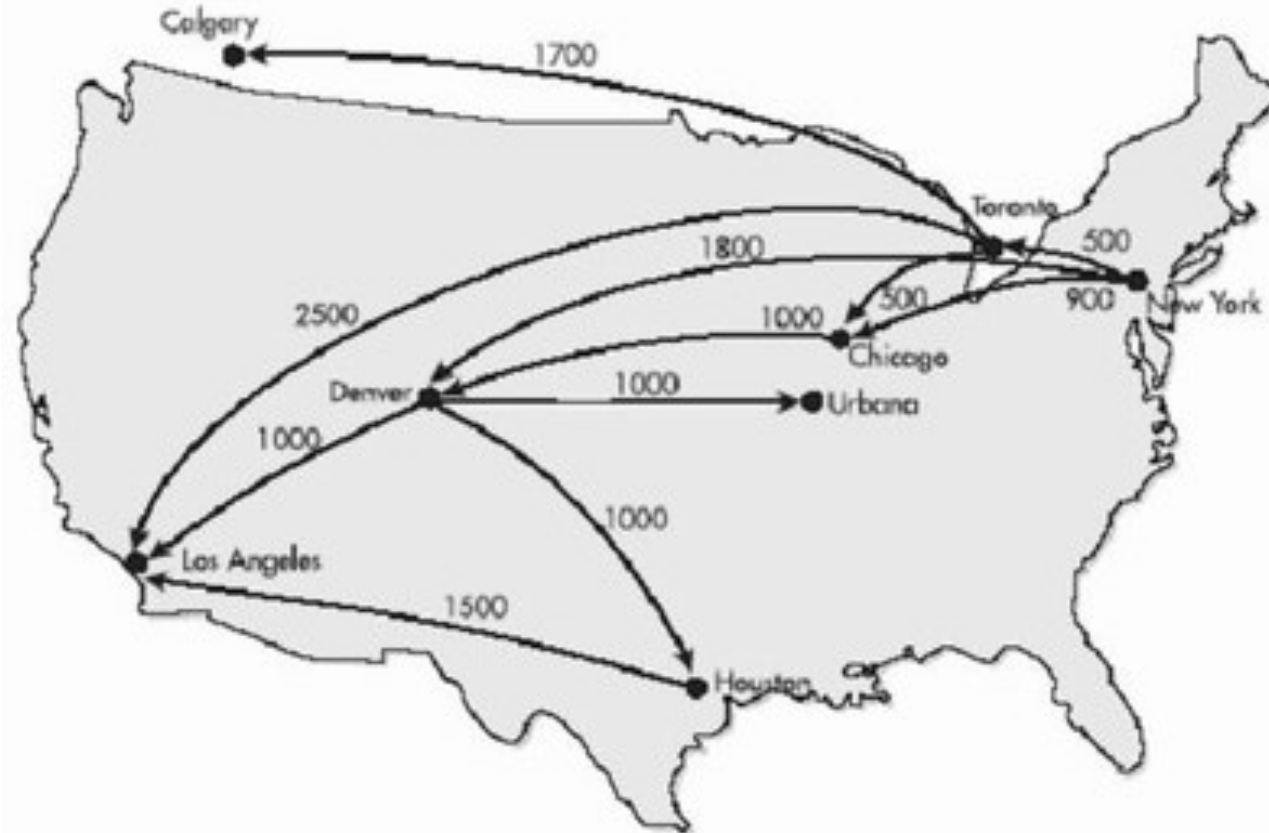 Calgary
1700
Toronto
500
1800
New York
900
500
2500
1000
Chicago
Denver
1000
Urbana
1000
1000
Los Angeles
1500
Houston